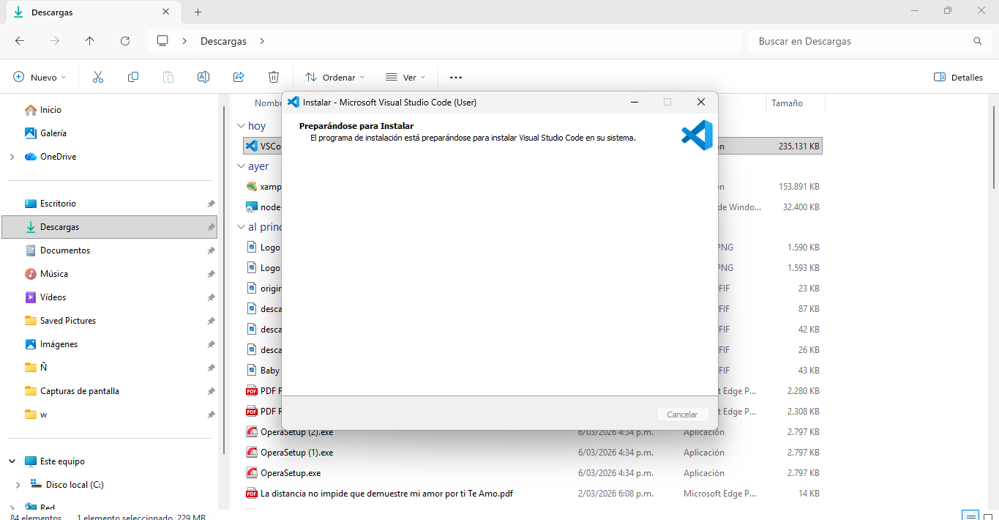 Descargas
Descargas
Buscar en Descargas
Nuevo
Ordenar
Ver
Detalles
Inicio
Galería
OneDrive
Escritorio
Descargas
Documentos
Música
Vídeos
Saved Pictures
Imágenes
Ñ
Capturas de pantalla
w
Este equipo
Disco local (C:)
Red
Nombr
Tamaño
hoy
VSCo
ón 235.131 KB
ayer
xamp
ón 153.891 KB
node-
de Windo... 32.400 KB
al princ
Logo
PNG 1.590 KB
Logo
PNG 1.593 KB
origin
FIF 23 KB
desca
FIF 87 KB
desca
FIF 42 KB
desca
FIF 26 KB
Baby
FIF 43 KB
PDF R
t Edge P... 2.280 KB
PDF R
t Edge P... 2.308 KB
OperaSetup (2).exe 6/03/2026 4:34 p.m. Aplicación 2.797 KB
OperaSetup (1).exe 6/03/2026 4:34 p.m. Aplicación 2.797 KB
OperaSetup.exe 6/03/2026 4:34 p.m. Aplicación 2.797 KB
La distancia no impide que demuestre mi amor por ti Te Amo.pdf 2/03/2026 6:08 p.m. Microsoft Edge P... 14 KB
Instalar - Microsoft Visual Studio Code (User)
Preparándose para Instalar
El programa de instalación está preparándose para instalar Visual Studio Code en su sistema.
Cancelar
84 elementos 1 elemento seleccionado 229 MB